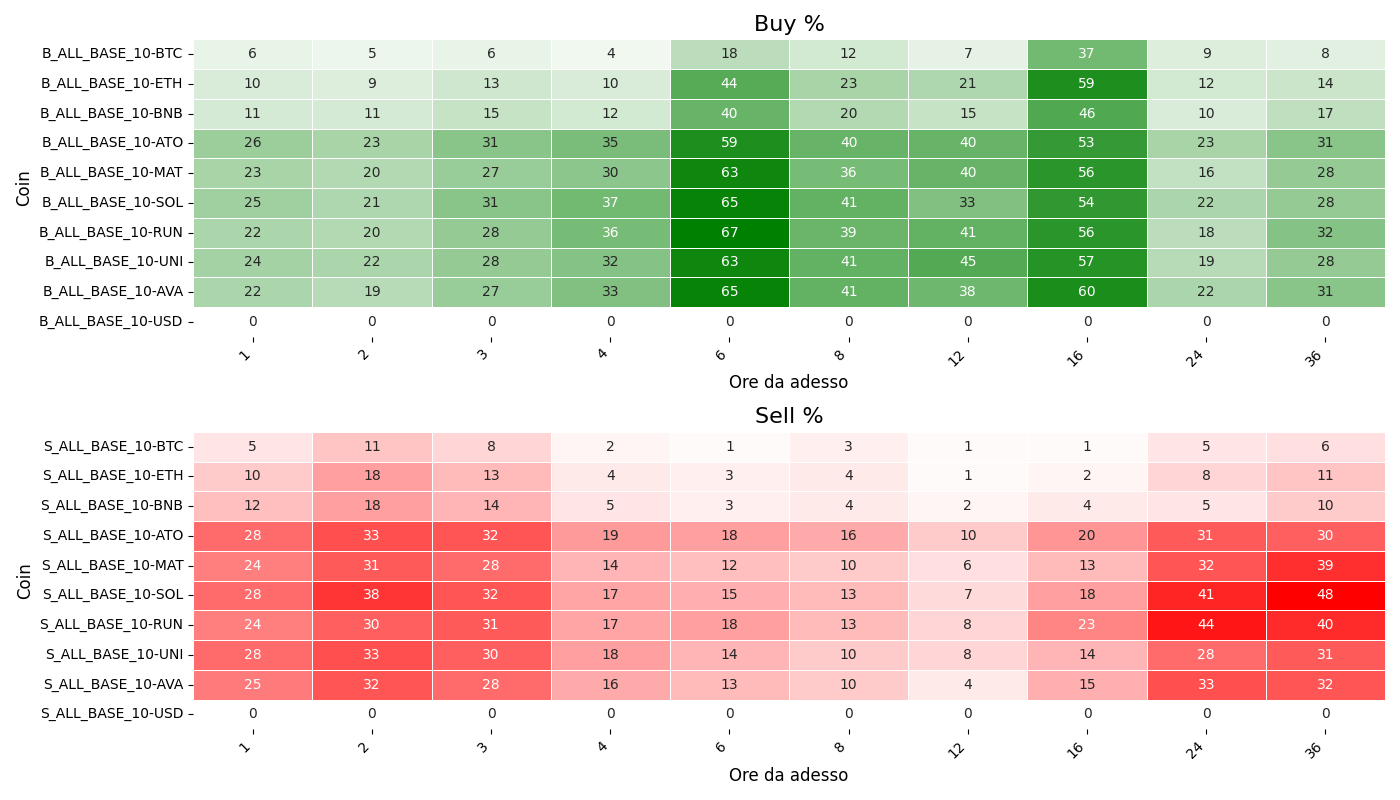 Buy %
Coin
B_ALL_BASE_10-BTC 6 5 6 4 18 12 7 37 9 8
B_ALL_BASE_10-ETH 10 9 13 10 44 23 21 59 12 14
B_ALL_BASE_10-BNB 11 11 15 12 40 20 15 46 10 17
B_ALL_BASE_10-ATO 26 23 31 35 59 40 40 53 23 31
B_ALL_BASE_10-MAT 23 20 27 30 63 36 40 56 16 28
B_ALL_BASE_10-SOL 25 21 31 37 65 41 33 54 22 28
B_ALL_BASE_10-RUN 22 20 28 36 67 39 41 56 18 32
B_ALL_BASE_10-UNI 24 22 28 32 63 41 45 57 19 28
B_ALL_BASE_10-AVA 22 19 27 33 65 41 38 60 22 31
B_ALL_BASE_10-USD 0 0 0 0 0 0 0 0 0 0
1 2 3 4 6 8 12 16 24 36
Ore da adesso
Sell %
Coin
S_ALL_BASE_10-BTC 5 11 8 2 1 3 1 1 5 6
S_ALL_BASE_10-ETH 10 18 13 4 3 4 1 2 8 11
S_ALL_BASE_10-BNB 12 18 14 5 3 4 2 4 5 10
S_ALL_BASE_10-ATO 28 33 32 19 18 16 10 20 31 30
S_ALL_BASE_10-MAT 24 31 28 14 12 10 6 13 32 39
S_ALL_BASE_10-SOL 28 38 32 17 15 13 7 18 41 48
S_ALL_BASE_10-RUN 24 30 31 17 18 13 8 23 44 40
S_ALL_BASE_10-UNI 28 33 30 18 14 10 8 14 28 31
S_ALL_BASE_10-AVA 25 32 28 16 13 10 4 15 33 32
S_ALL_BASE_10-USD 0 0 0 0 0 0 0 0 0 0
1 2 3 4 6 8 12 16 24 36
Ore da adesso